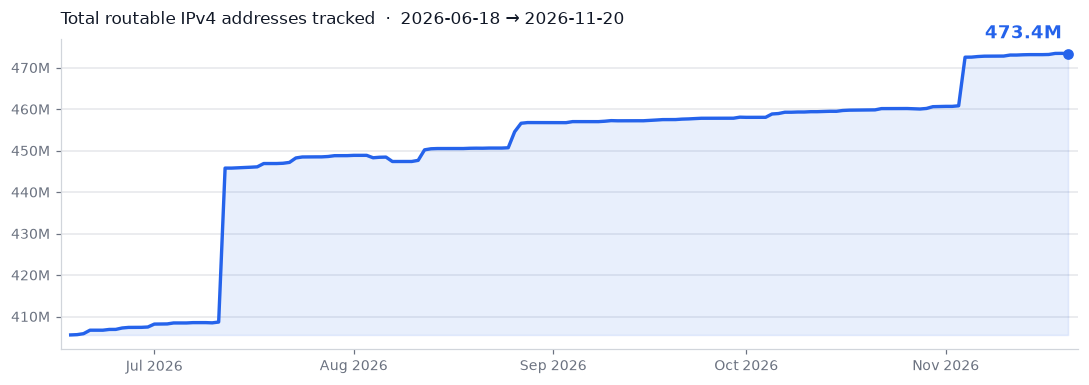 Total routable IPv4 addresses tracked · 2026-06-18 → 2026-11-20
473.4M
470M
460M
450M
440M
430M
420M
410M
Jul 2026
Aug 2026
Sep 2026
Oct 2026
Nov 2026